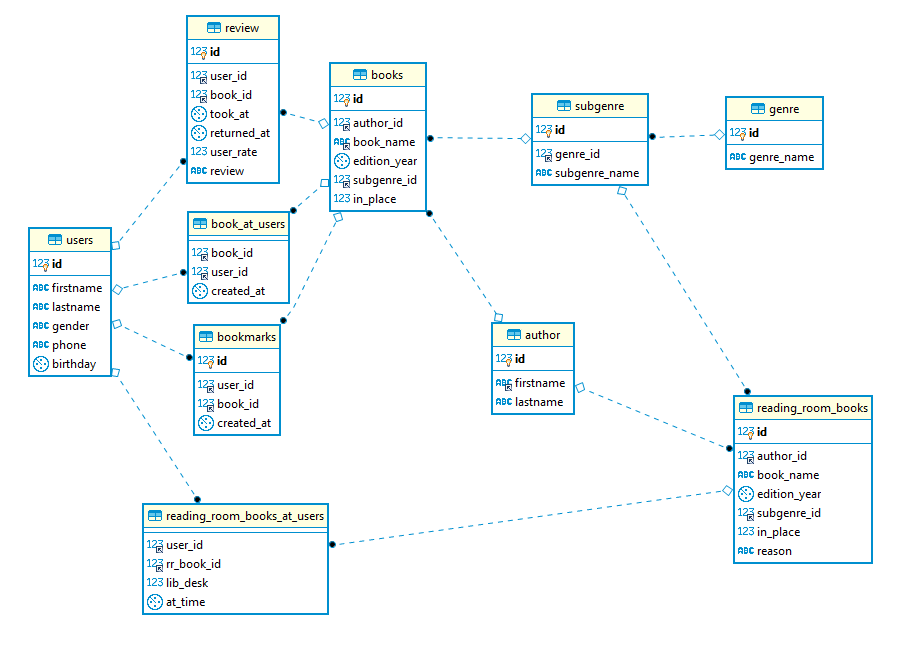 review
123 id
123 user_id
123 book_id
took_at
returned_at
123 user_rate
ABC review
books
123 id
123 author_id
ABC book_name
edition_year
123 subgenre_id
123 in_place
subgenre
123 id
123 genre_id
ABC subgenre_name
genre
123 id
ABC genre_name
users
123 id
ABC firstname
ABC lastname
ABC gender
ABC phone
birthday
book_at_users
123 book_id
123 user_id
created_at
bookmarks
123 id
123 user_id
123 book_id
created_at
author
123 id
ABC firstname
ABC lastname
reading_room_books
123 id
123 author_id
ABC book_name
edition_year
123 subgenre_id
123 in_place
ABC reason
reading_room_books_at_users
123 user_id
123 rr_book_id
123 lib_desk
at_time